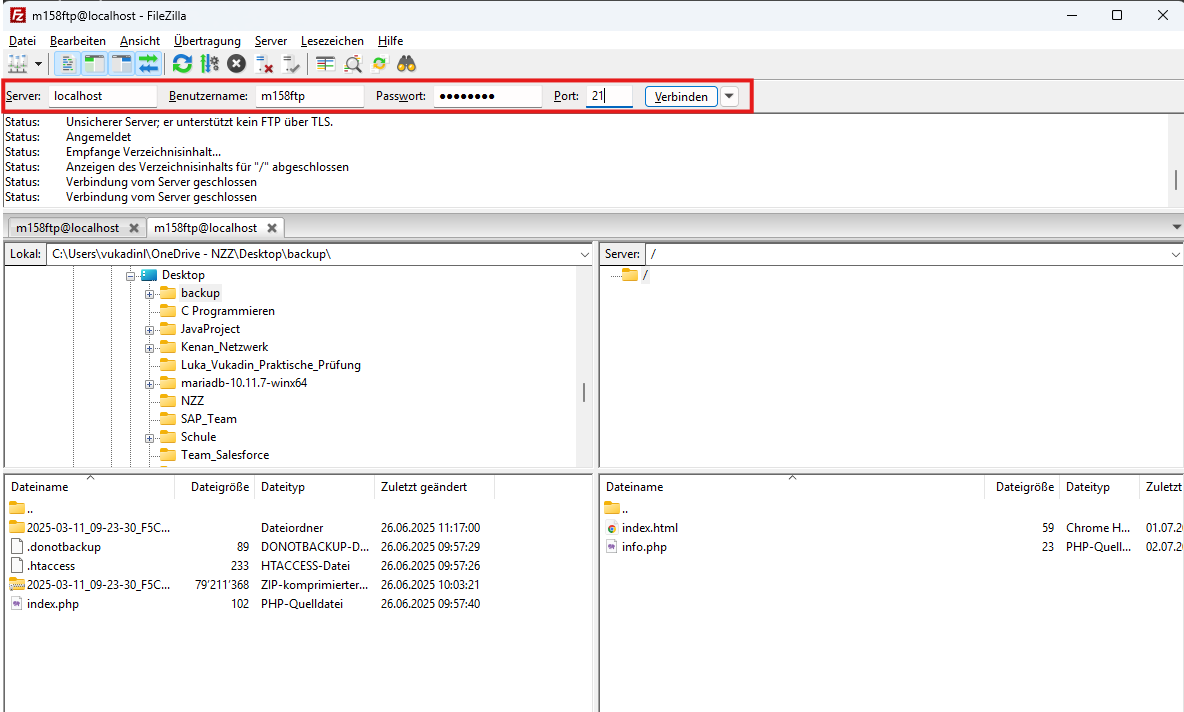 m158ftp@localhost - FileZilla
Datei Bearbeiten Ansicht Übertragung Server Lesezeichen Hilfe
Server: localhost Benutzername: m158ftp Passwort: ●●●●●●●● Port: 21 Verbinden
Status: Unsicherer Server; er unterstützt kein FTP über TLS.
Status: Angemeldet
Status: Empfange Verzeichnisinhalt...
Status: Anzeigen des Verzeichnisinhalts für "/" abgeschlossen
Status: Verbindung vom Server geschlossen
Status: Verbindung vom Server geschlossen
m158ftp@localhost m158ftp@localhost
Lokal: C:\Users\vukadinl\OneDrive - NZZ\Desktop\backup\
Desktop
backup
C Programmieren
JavaProject
Kenan_Netzwerk
Luka_Vukadin_Praktische_Prüfung
mariadb-10.11.7-winx64
NZZ
SAP_Team
Schule
Team_Salesforce
Server: /
/
Dateiname Dateigröße Dateityp Zuletzt geändert
..
2025-03-11_09-23-30_F5C... Dateiordner 26.06.2025 11:17:00
.donotbackup 89 DONOTBACKUP-D... 26.06.2025 09:57:29
.htaccess 233 HTACCESS-Datei 26.06.2025 09:57:26
2025-03-11_09-23-30_F5C... 79'211'368 ZIP-komprimierter... 26.06.2025 10:03:21
index.php 102 PHP-Quelldatei 26.06.2025 09:57:40
Dateiname Dateigröße Dateityp Zuletzt
..
index.html 59 Chrome H... 01.07.2
info.php 23 PHP-Quell... 02.07.2